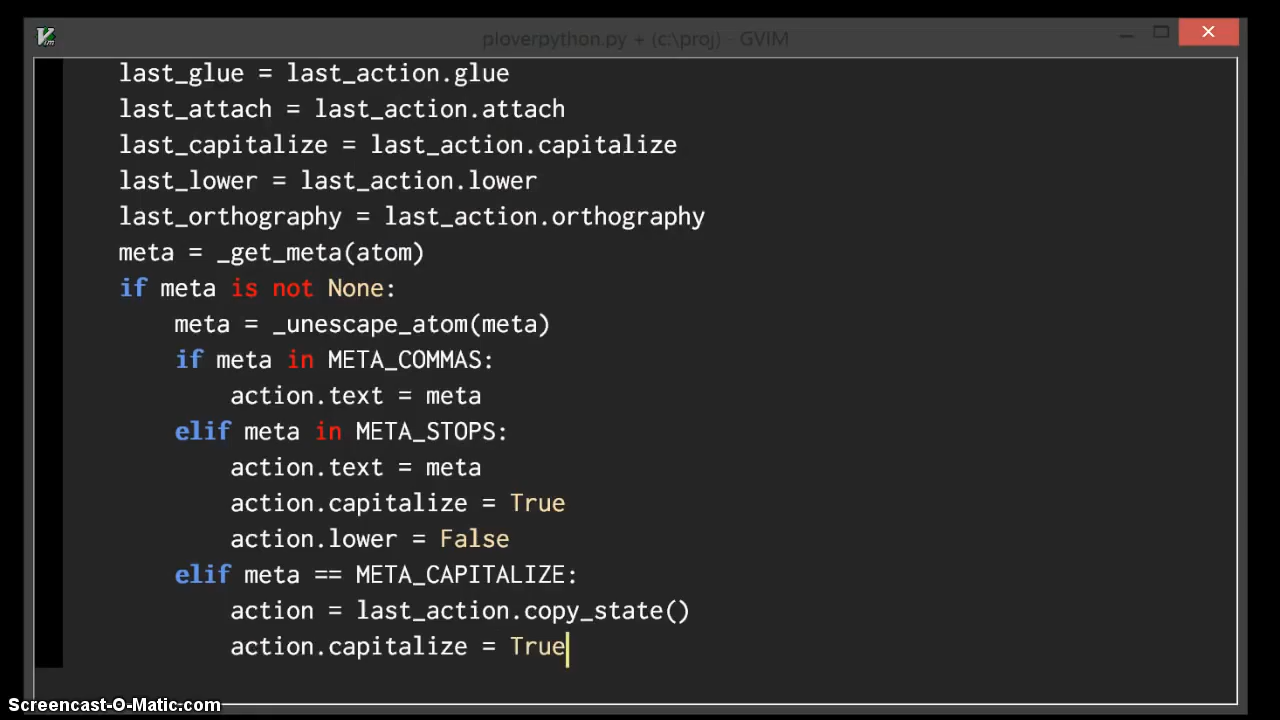 ploverpython.py + (c:\proj) - GVIM
last_glue = last_action.glue
last_attach = last_action.attach
last_capitalize = last_action.capitalize
last_lower = last_action.lower
last_orthography = last_action.orthography
meta = _get_meta(atom)
if meta is not None:
    meta = _unescape_atom(meta)
    if meta in META_COMMAS:
        action.text = meta
    elif meta in META_STOPS:
        action.text = meta
        action.capitalize = True
        action.lower = False
    elif meta == META_CAPITALIZE:
        action = last_action.copy_state()
        action.capitalize = True
Screencast-O-Matic.com